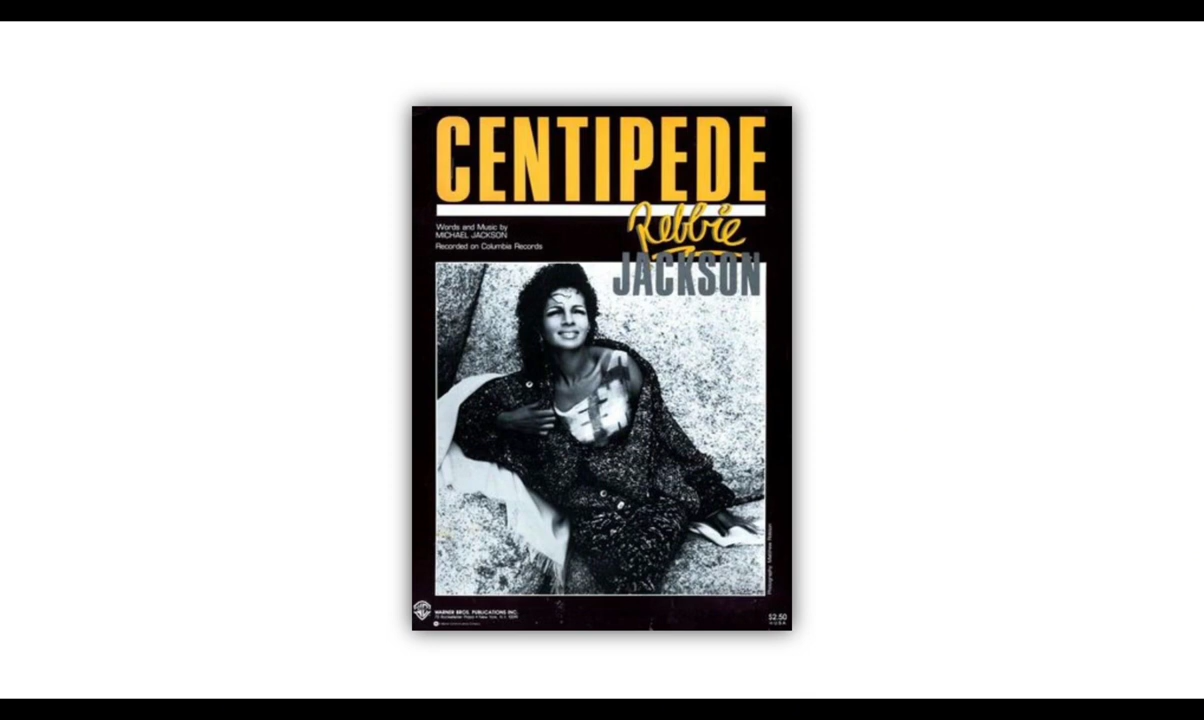 CENTIPEDE
Rebbie
JACKSON
Words and Music by
MICHAEL JACKSON
Recorded on Columbia Records
WARNER BROS. PUBLICATIONS INC.
$2.50
U.S.A.